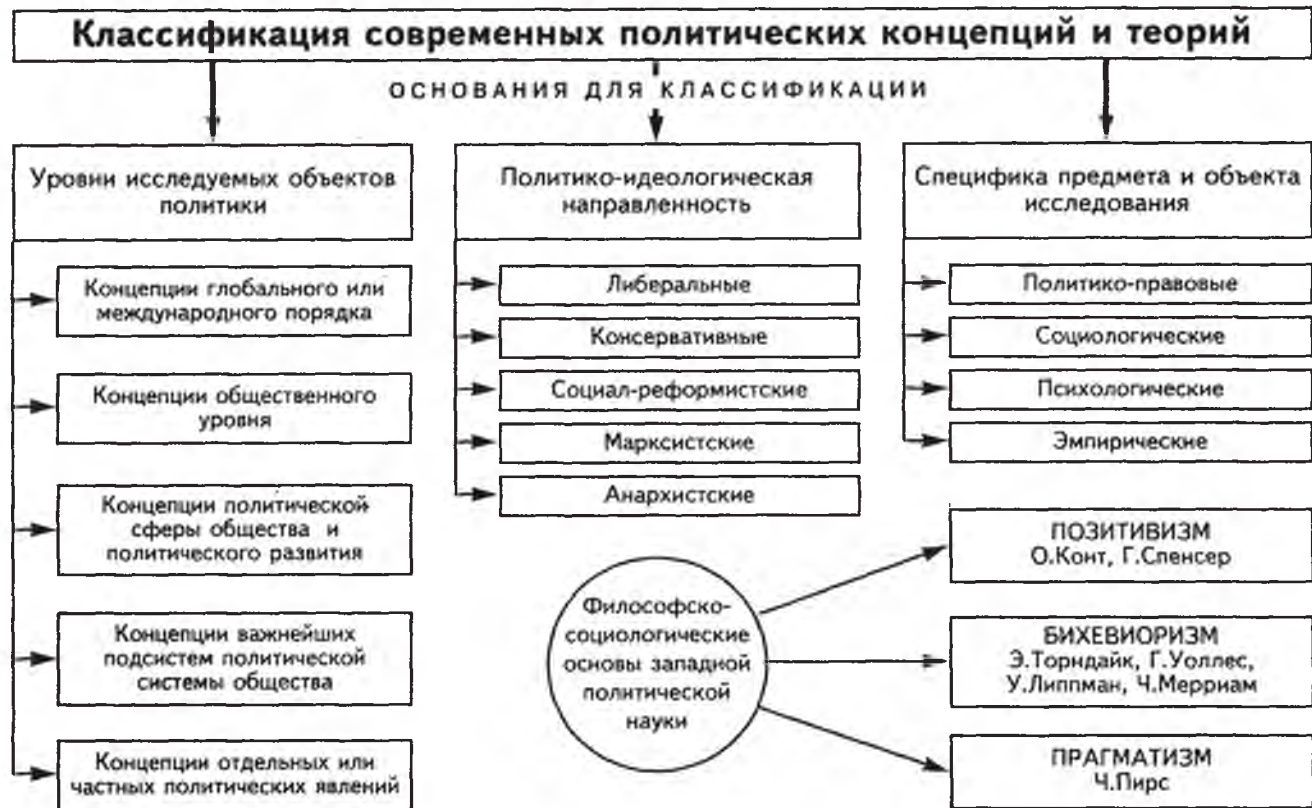 Классификация современных политических концепций и теорий
ОСНОВАНИЯ ДЛЯ КЛАССИФИКАЦИИ
Уровни исследуемых объектов
политики
Концепции глобального или
международного порядка
Концепции общественного
уровня
Концепции политической
сферы общества и
политического развития
Концепции важнейших
подсистем политической
системы общества
Концепции отдельных или
частных политических явлений
Политико-идеологическая
направленность
Либеральные
Консервативные
Социал-реформистские
Марксистские
Анархистские
Специфика предмета и объекта
исследования
Политико-правовые
Социологические
Психологические
Эмпирические
Философско-
социологические
основы западной
политической
науки
ПОЗИТИВИЗМ
О.Конт, Г.Спенсер
БИХЕВИОРИЗМ
Э.Торндайк, Г.Уоллес,
У.Липпман, Ч.Мерриам
ПРАГМАТИЗМ
Ч.Пирс